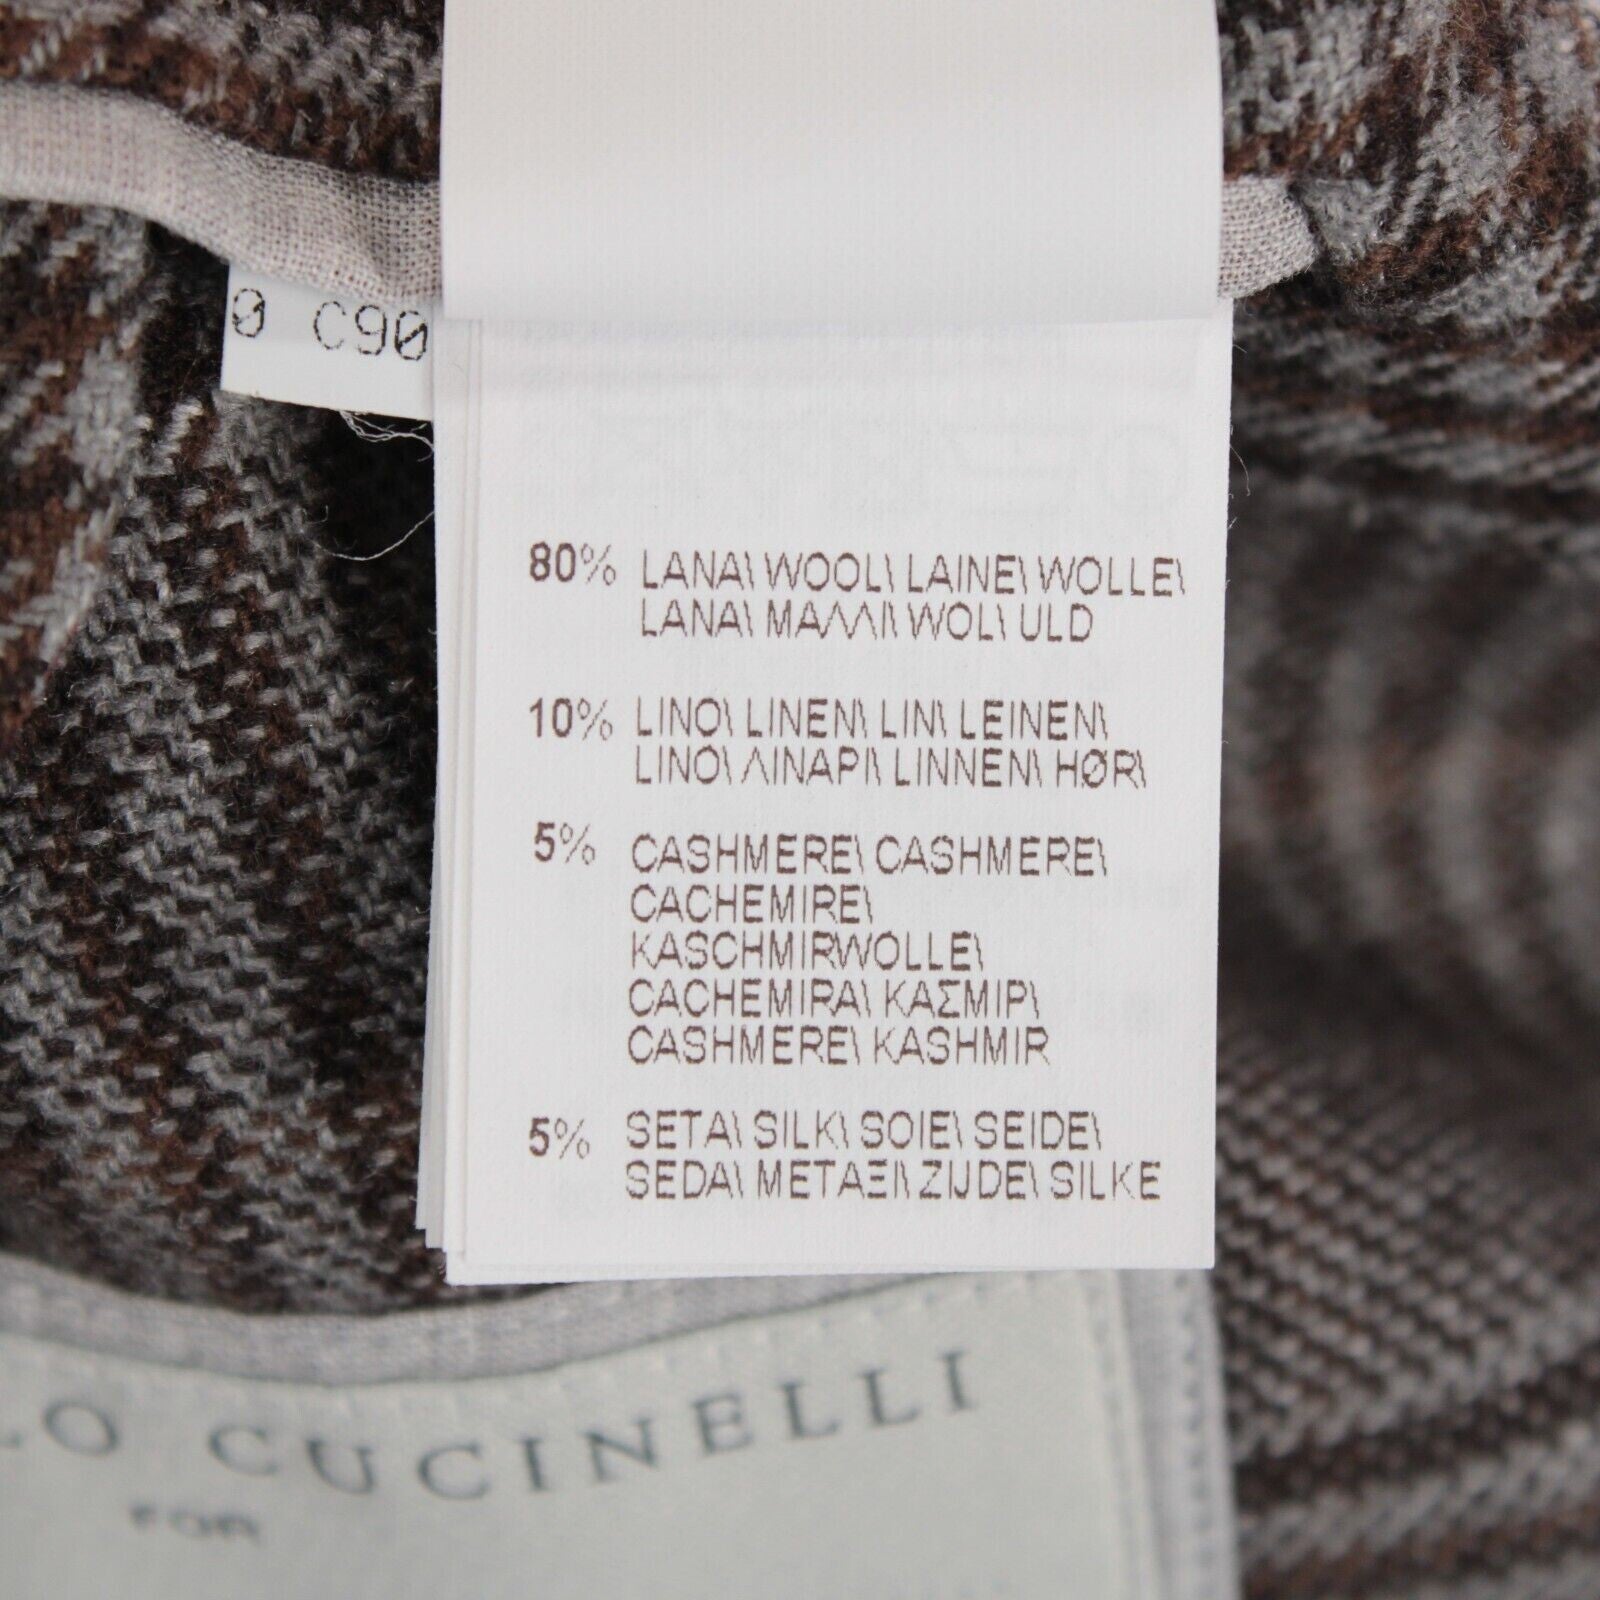 0 C90
80% LANA\ WOOL\ LAINE\ WOLLE\
LANA\ ΜΑΛΛΙ\ WOL\ ULD
10% LINO\ LINEN\ LIN\ LEINEN\
LINO\ ΛΙΝΑΡΙ\ LINNEN\ HØR\
5% CASHMERE\ CASHMERE\
CACHEMIRE\
KASCHMIRWOLLE\
CACHEMIRA\ ΚΑΣΜΙΡ\
CASHMERE\ KASHMIR
5% SETA\ SILK\ SOIE\ SEIDE\
SEDA\ ΜΕΤΑΞΙ\ ZIJDE\ SILKE
LO CUCINELLI
FOR